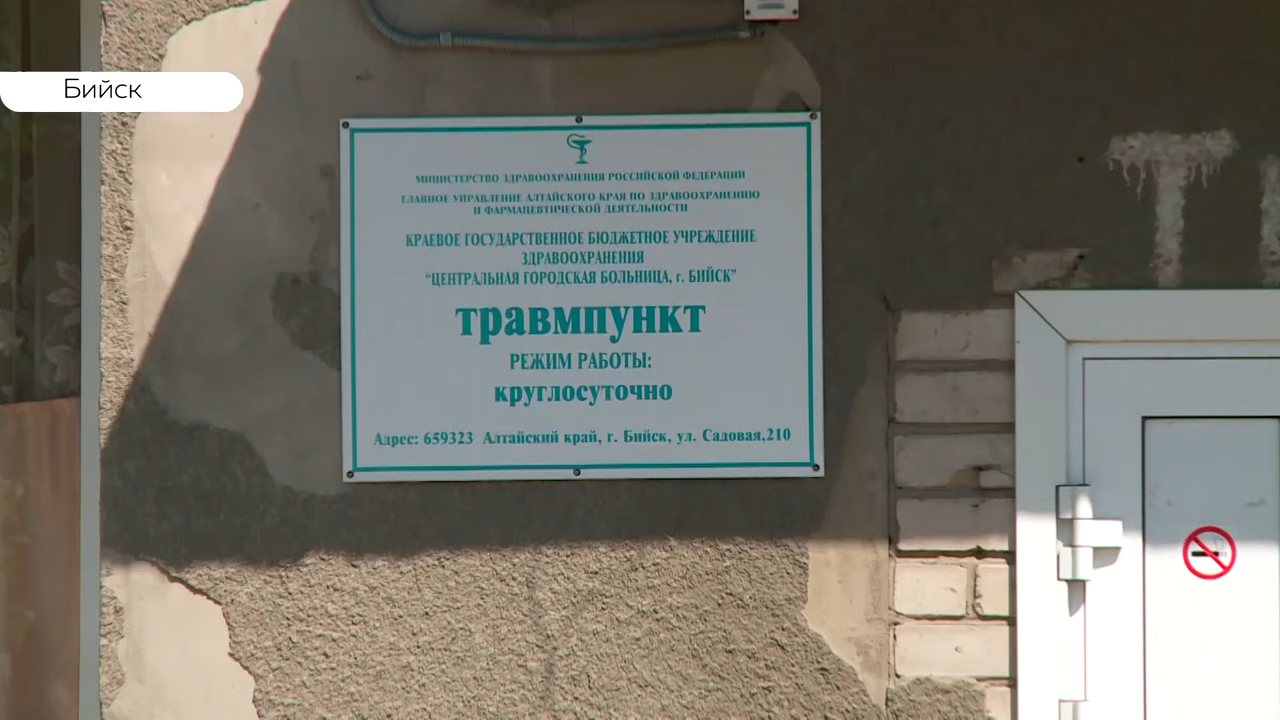 Бийск
МИНИСТЕРСТВО ЗДРАВООХРАНЕНИЯ РОССИЙСКОЙ ФЕДЕРАЦИИ
ГЛАВНОЕ УПРАВЛЕНИЕ АЛТАЙСКОГО КРАЯ ПО ЗДРАВООХРАНЕНИЮ
И ФАРМАЦЕВТИЧЕСКОЙ ДЕЯТЕЛЬНОСТИ
КРАЕВОЕ ГОСУДАРСТВЕННОЕ БЮДЖЕТНОЕ УЧРЕЖДЕНИЕ
ЗДРАВООХРАНЕНИЯ
“ЦЕНТРАЛЬНАЯ ГОРОДСКАЯ БОЛЬНИЦА, г. БИЙСК”
травмпункт
РЕЖИМ РАБОТЫ:
круглосуточно
Адрес: 659323 Алтайский край, г. Бийск, ул. Садовая,210